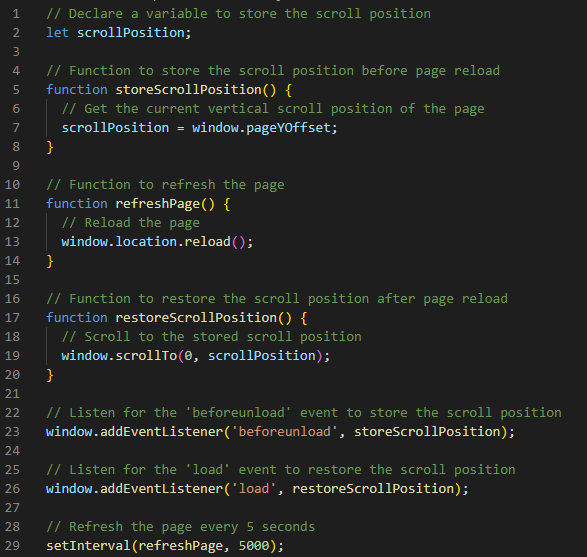 1 // Declare a variable to store the scroll position
2 let scrollPosition;
3
4 // Function to store the scroll position before page reload
5 function storeScrollPosition() {
6   // Get the current vertical scroll position of the page
7   scrollPosition = window.pageYOffset;
8 }
9
10 // Function to refresh the page
11 function refreshPage() {
12   // Reload the page
13   window.location.reload();
14 }
15
16 // Function to restore the scroll position after page reload
17 function restoreScrollPosition() {
18   // Scroll to the stored scroll position
19   window.scrollTo(0, scrollPosition);
20 }
21
22 // Listen for the 'beforeunload' event to store the scroll position
23 window.addEventListener('beforeunload', storeScrollPosition);
24
25 // Listen for the 'load' event to restore the scroll position
26 window.addEventListener('load', restoreScrollPosition);
27
28 // Refresh the page every 5 seconds
29 setInterval(refreshPage, 5000);